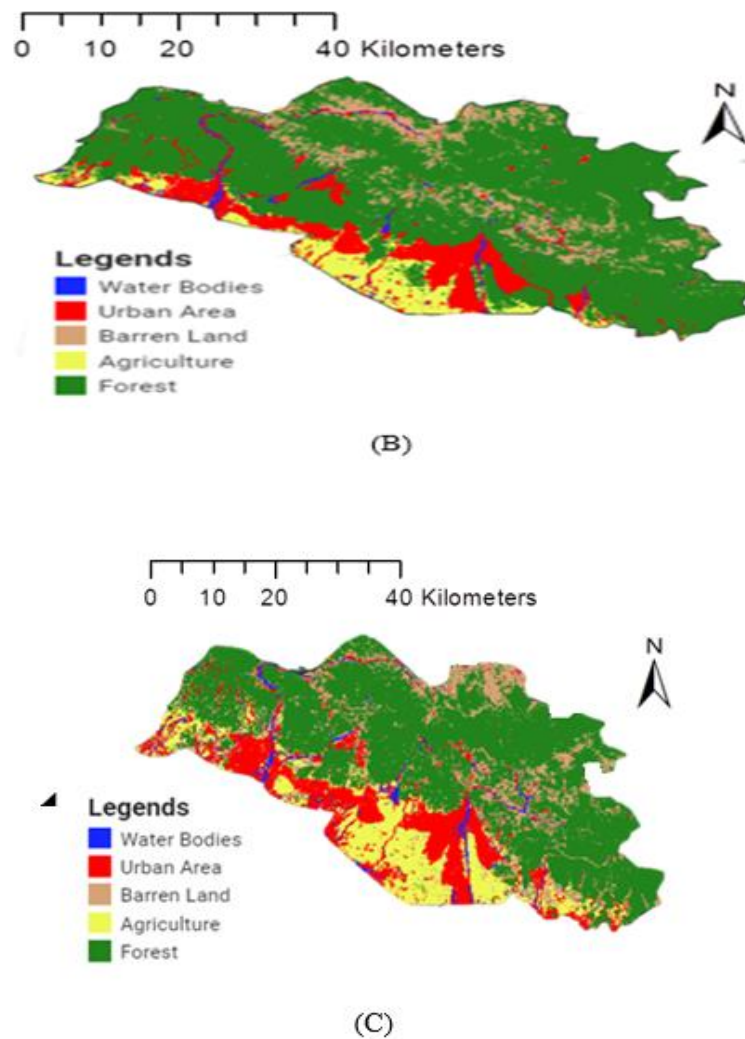 0 10 20 40 Kilometers
N
Legends
Water Bodies
Urban Area
Barren Land
Agriculture
Forest
(B)
0 10 20 40 Kilometers
N
Legends
Water Bodies
Urban Area
Barren Land
Agriculture
Forest
(C)